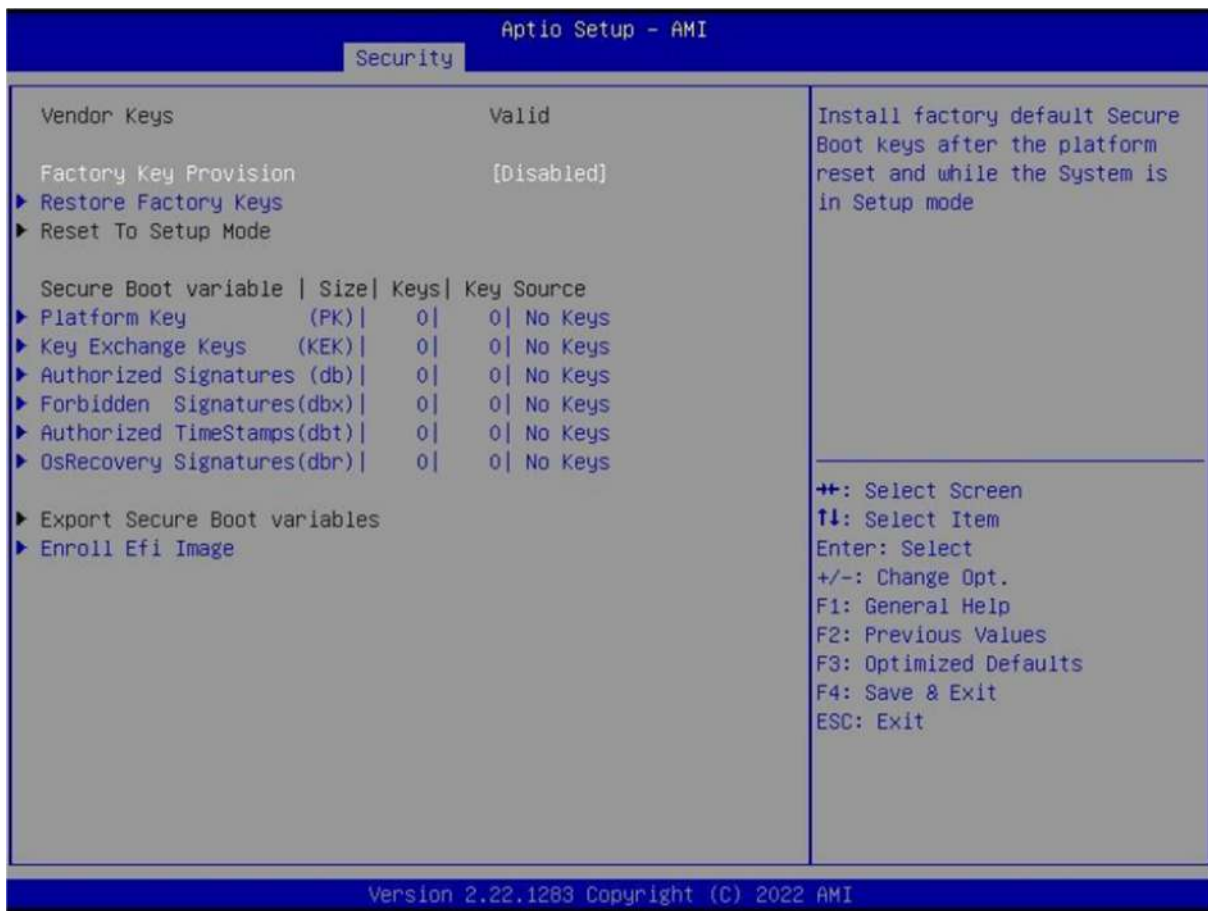 Aptio Setup - AMI
Security
Vendor Keys Valid
Factory Key Provision [Disabled]
Restore Factory Keys
Reset To Setup Mode
Secure Boot variable | Size| Keys| Key Source
Platform Key (PK)| 0| 0| No Keys
Key Exchange Keys (KEK)| 0| 0| No Keys
Authorized Signatures (db)| 0| 0| No Keys
Forbidden Signatures(dbx)| 0| 0| No Keys
Authorized TimeStamps(dbt)| 0| 0| No Keys
OsRecovery Signatures(dbr)| 0| 0| No Keys
Export Secure Boot variables
Enroll Efi Image
Install factory default Secure
Boot keys after the platform
reset and while the System is
in Setup mode
→←: Select Screen
↑↓: Select Item
Enter: Select
+/-: Change Opt.
F1: General Help
F2: Previous Values
F3: Optimized Defaults
F4: Save & Exit
ESC: Exit
Version 2.22.1283 Copyright (C) 2022 AMI